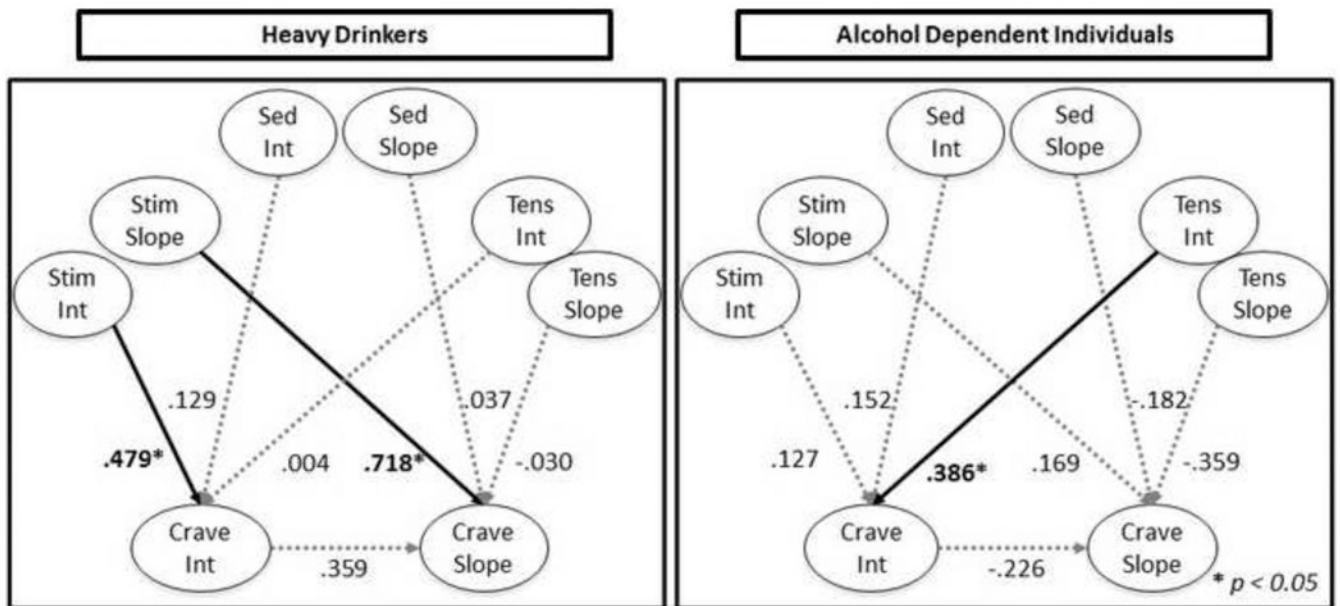 Heavy Drinkers
Sed
Int
Sed
Slope
Stim
Slope
Tens
Int
Stim
Int
Tens
Slope
.129
.037
.479*
.004
.718*
-.030
Crave
Int
.359
Crave
Slope
Alcohol Dependent Individuals
Sed
Int
Sed
Slope
Stim
Slope
Tens
Int
Stim
Int
Tens
Slope
.152
-.182
.127
.386*
.169
-.359
Crave
Int
-.226
Crave
Slope
* p < 0.05